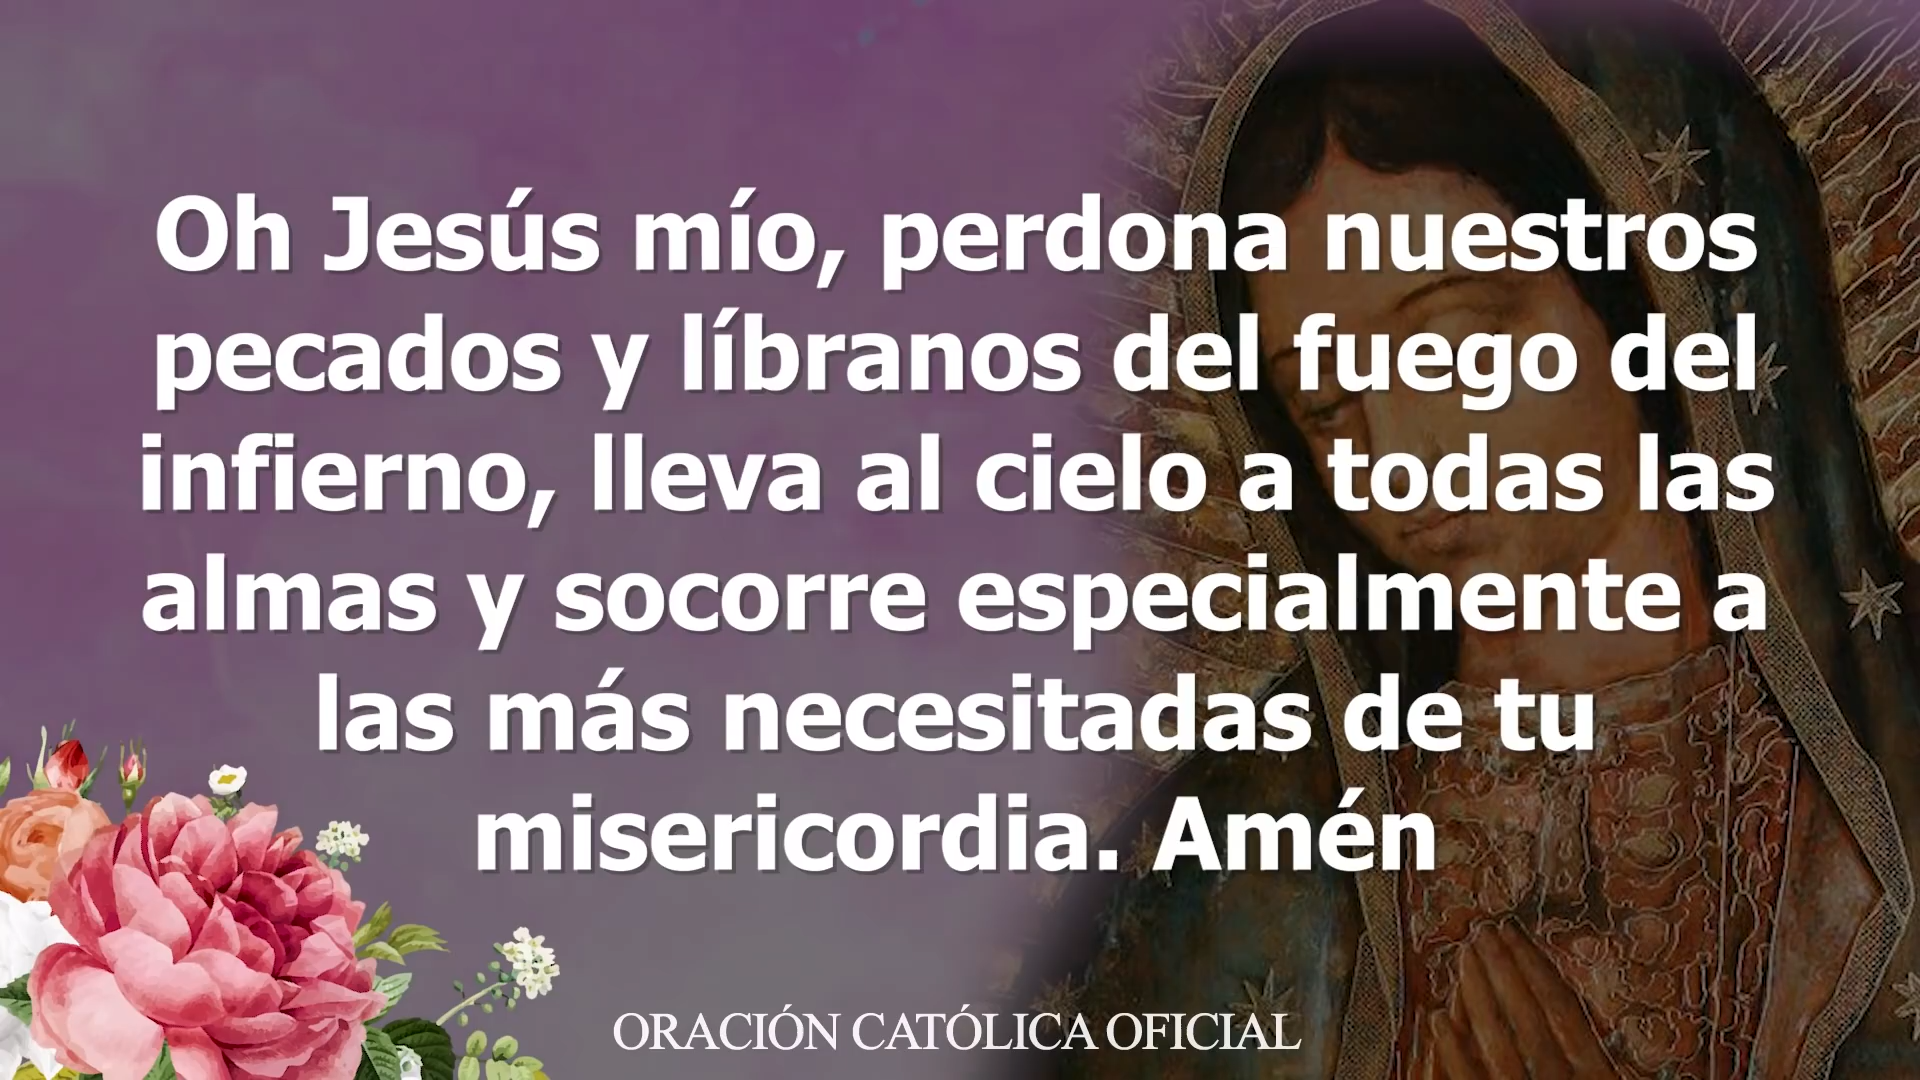 Oh Jesús mío, perdona nuestros
pecados y líbranos del fuego del
infierno, lleva al cielo a todas las
almas y socorre especialmente a
las más necesitadas de tu
misericordia. Amén
ORACIÓN CATÓLICA OFICIAL